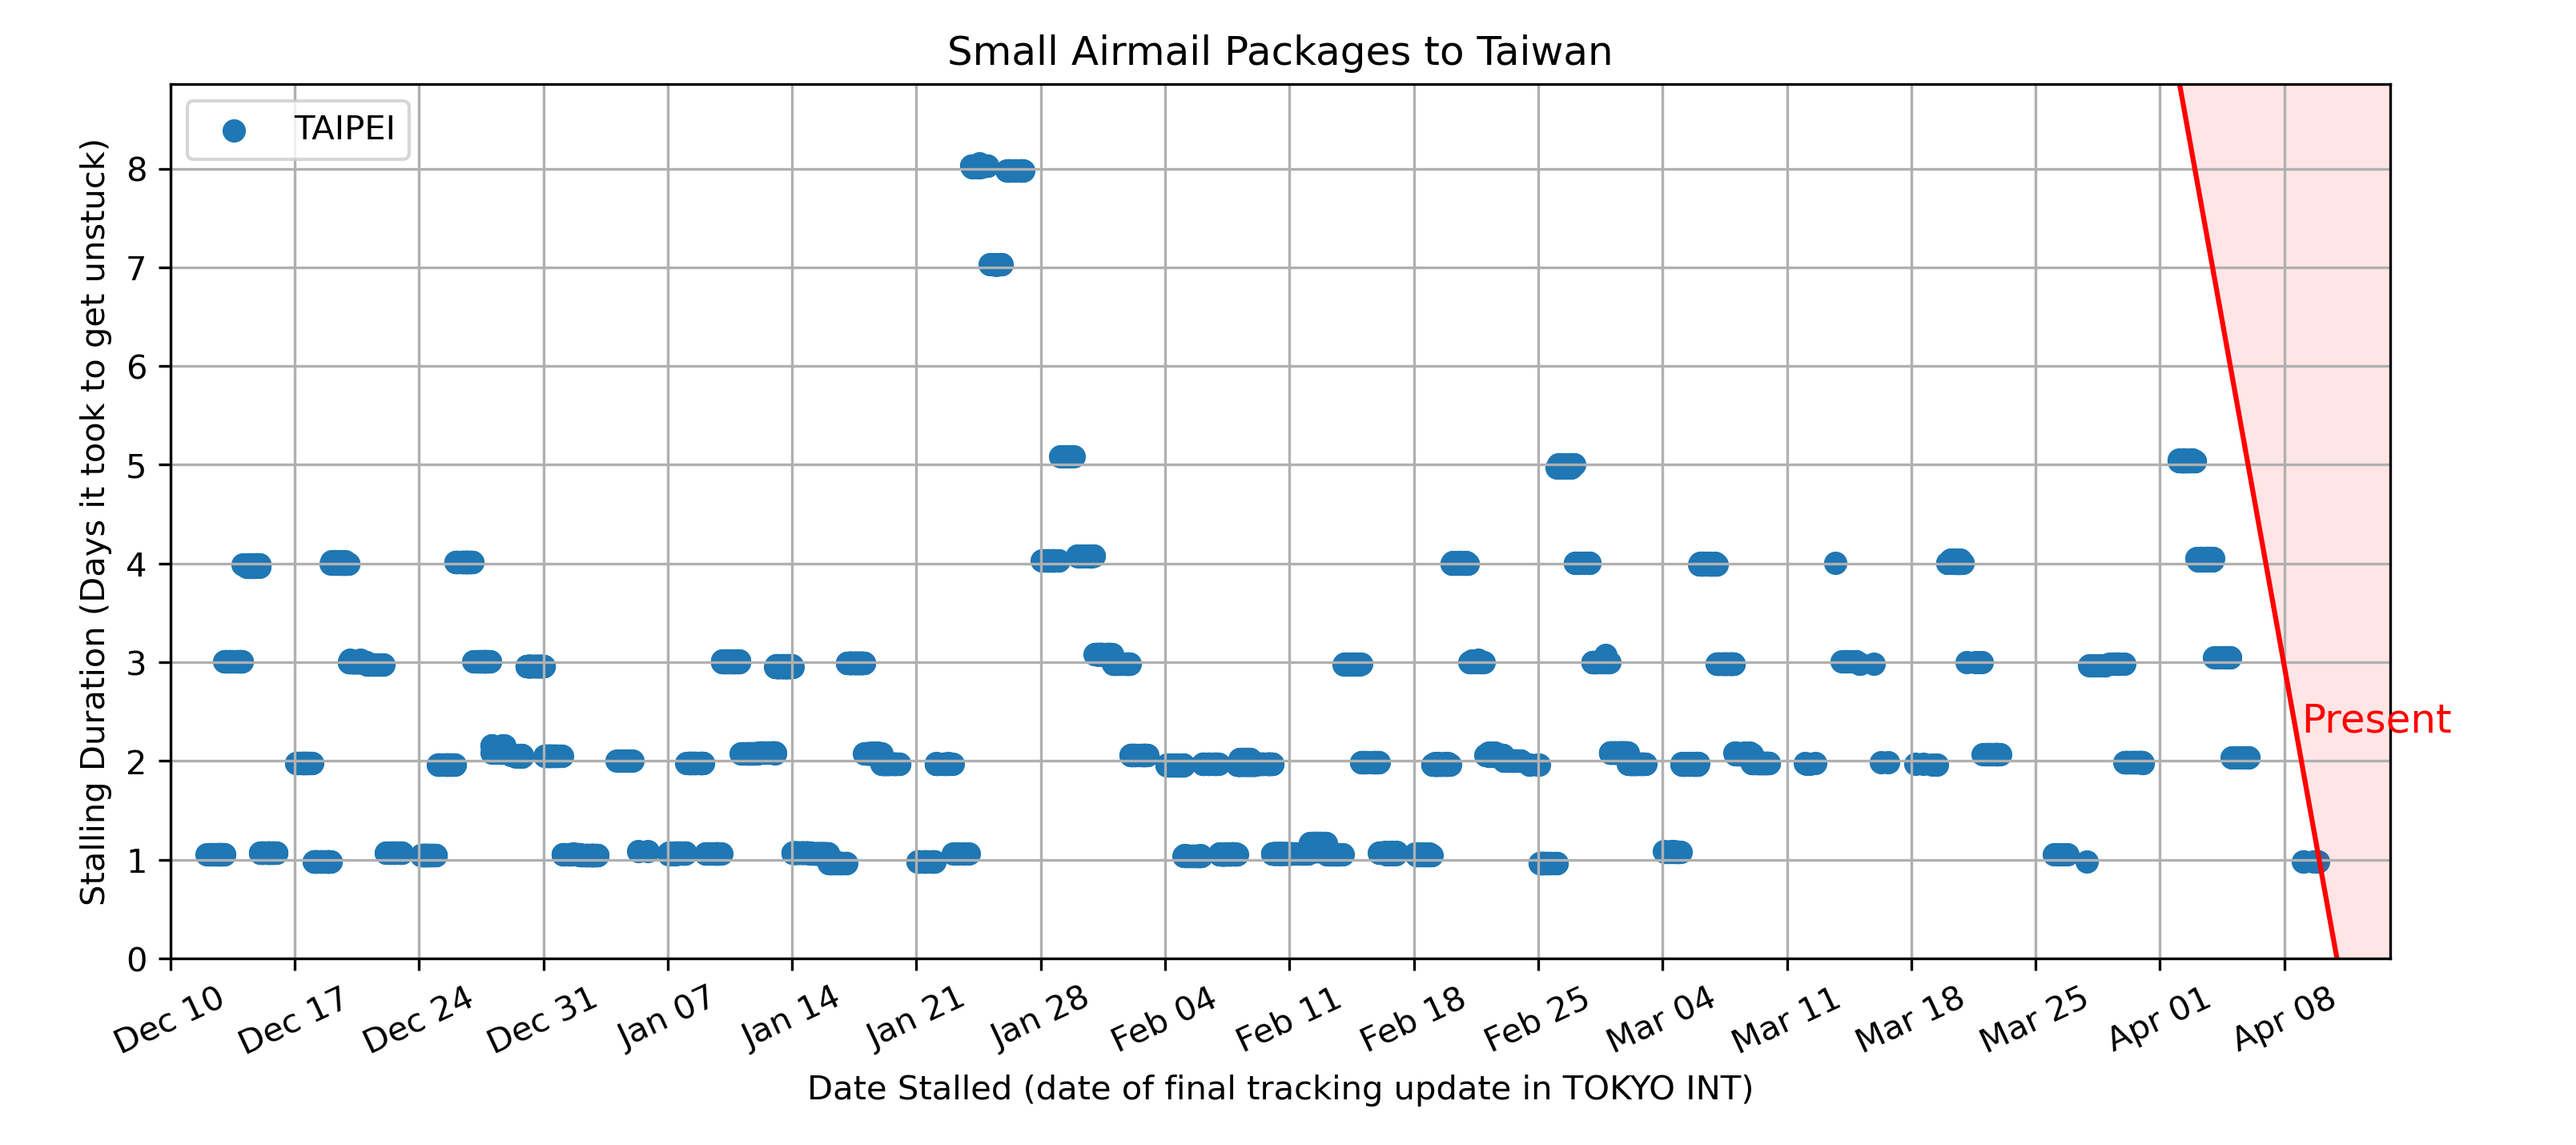 Small Airmail Packages to Taiwan
TAIPEI
Stalling Duration (Days it took to get unstuck)
8
7
6
5
4
3
2
1
0
Present
Dec 10 Dec 17 Dec 24 Dec 31 Jan 07 Jan 14 Jan 21 Jan 28 Feb 04 Feb 11 Feb 18 Feb 25 Mar 04 Mar 11 Mar 18 Mar 25 Apr 01 Apr 08
Date Stalled (date of final tracking update in TOKYO INT)